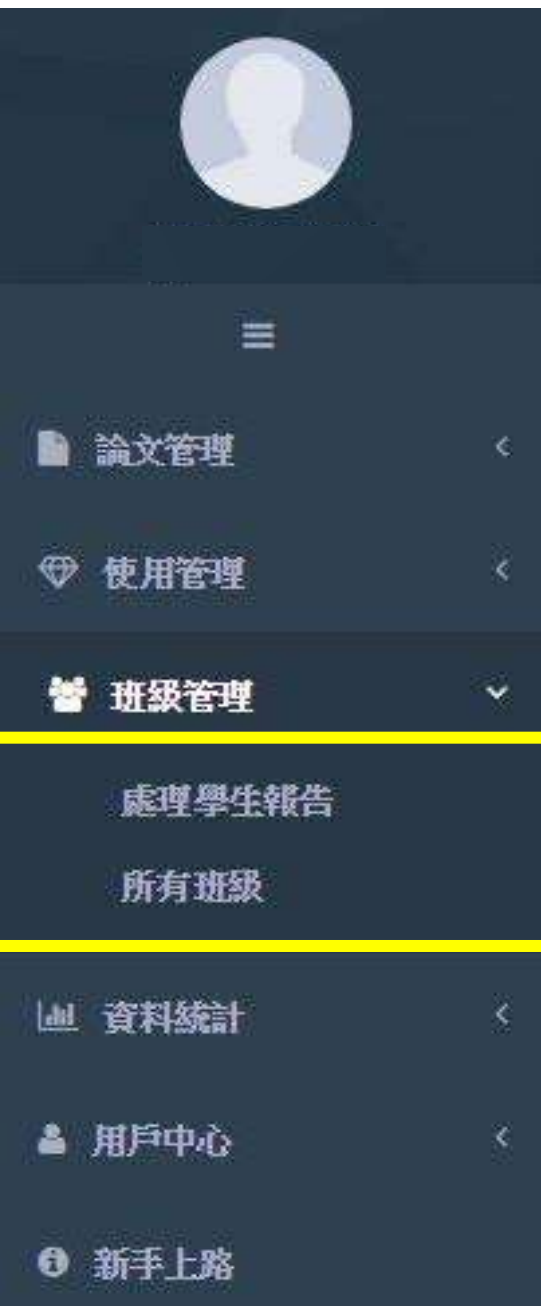 論文管理
使用管理
班級管理
處理學生報告
所有班級
資料統計
用戶中心
新手上路